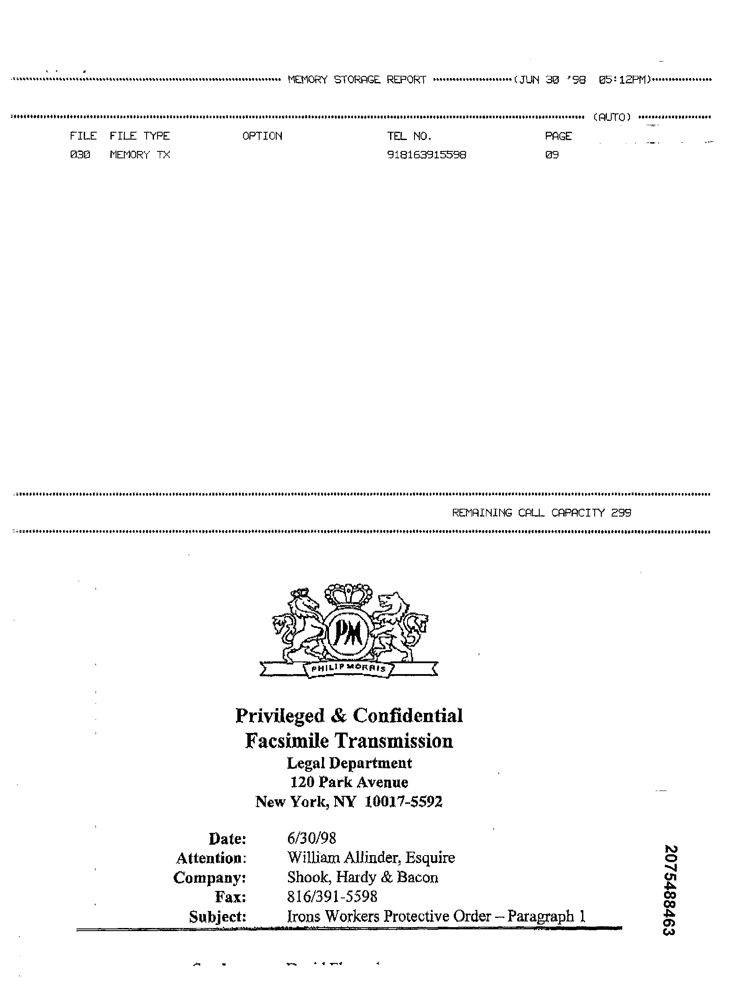 MEMORY STORAGE REPORT (JUN 30 '98 05:12PM)
(AUTO)
FILE FILE TYPE OPTION TEL NO. PAGE
030 MEMORY TX 918163915598 09
REMAINING CALL CAPACITY 299
PM
PHILIP MORRIS
Privileged & Confidential
Facsimile Transmission
Legal Department
120 Park Avenue
New York, NY 10017-5592
Date: 6/30/98
Attention: William Allinder, Esquire
Company: Shook, Hardy & Bacon
Fax: 816/391-5598
Subject: Irons Workers Protective Order – Paragraph 1
2075488463